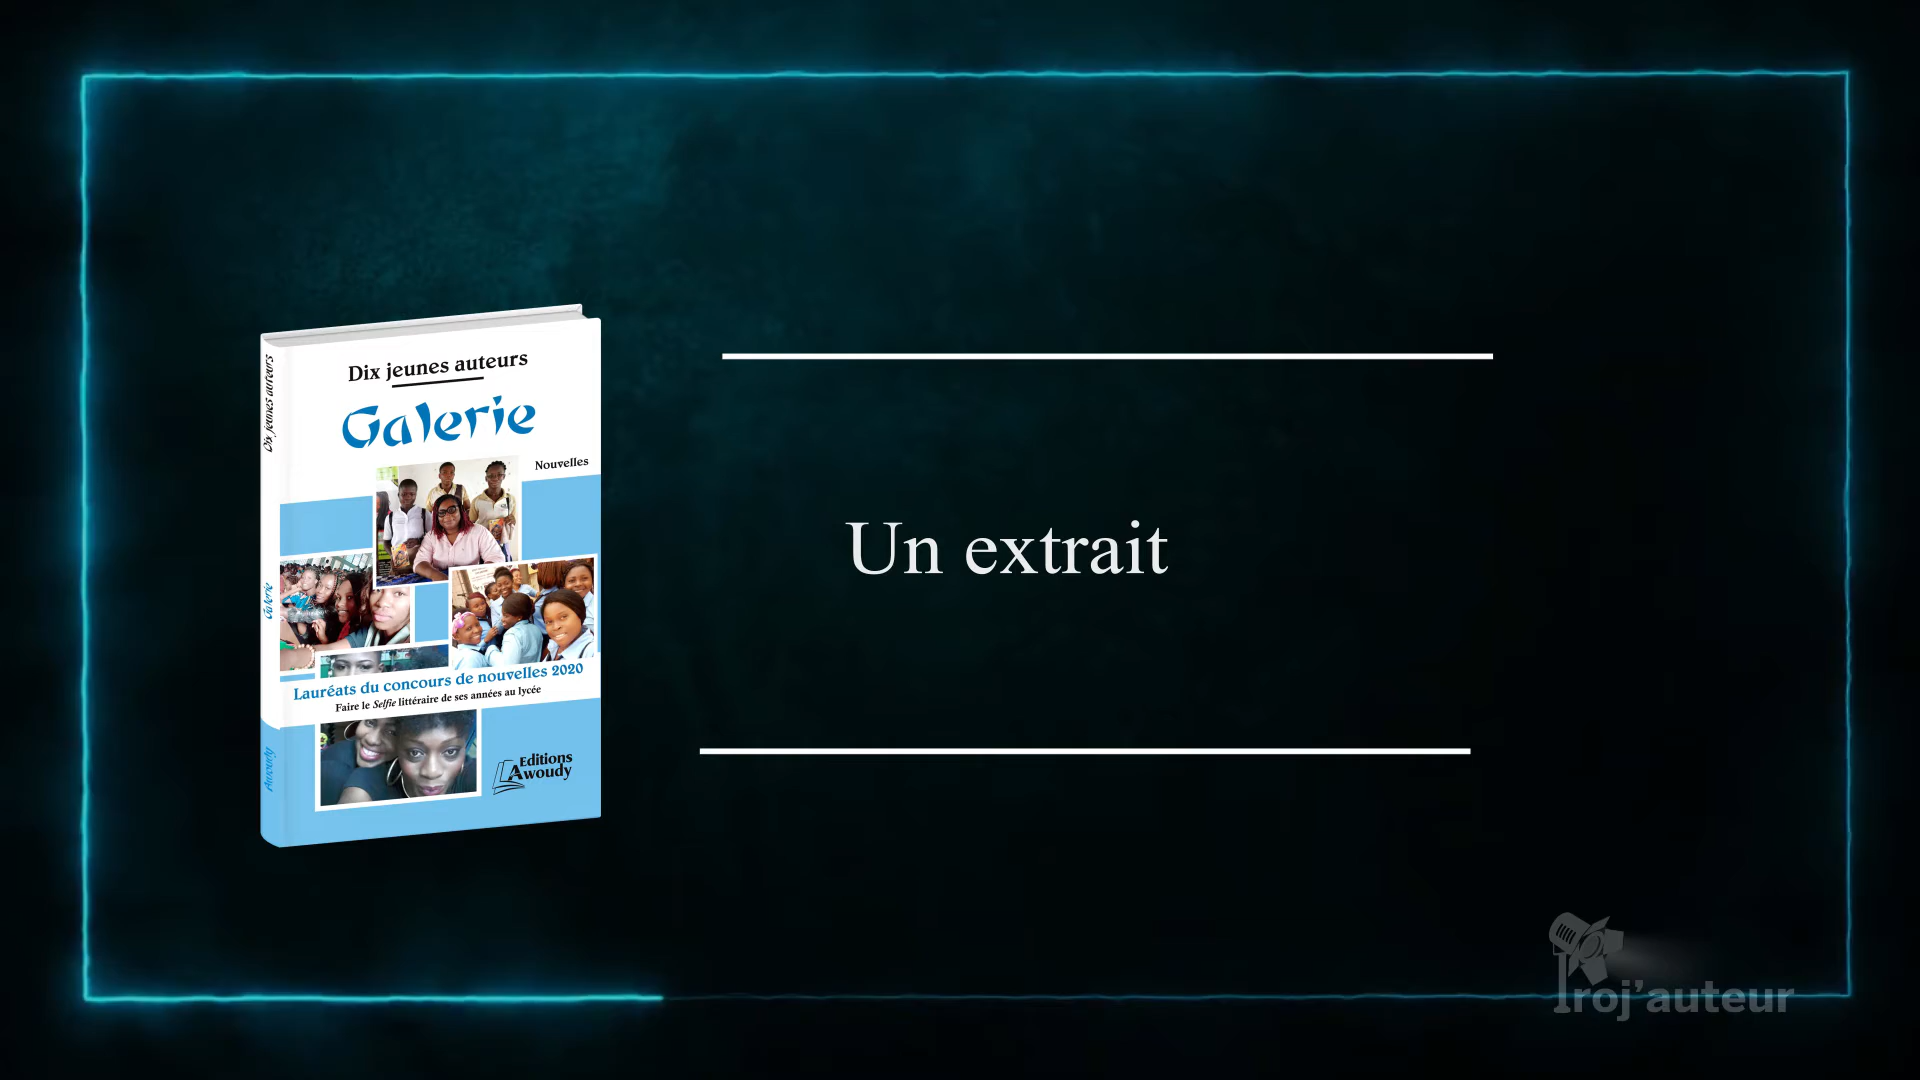 Dix jeunes auteurs
Galerie
Nouvelles
Lauréats du concours de nouvelles 2020
Faire le Selfie littéraire de ses années au lycée
Editions
Awoudy
Dix jeunes auteurs
Galerie
Awoudy
Un extrait
Proj'auteur